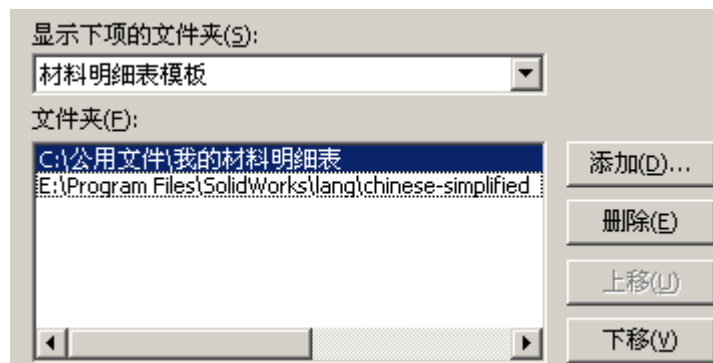 显示下项的文件夹(S):
材料明细表模板
文件夹(F):
C:\公用文件\我的材料明细表
E:\Program Files\SolidWorks\lang\chinese-simplified
添加(D)...
删除(E)
上移(U)
下移(V)